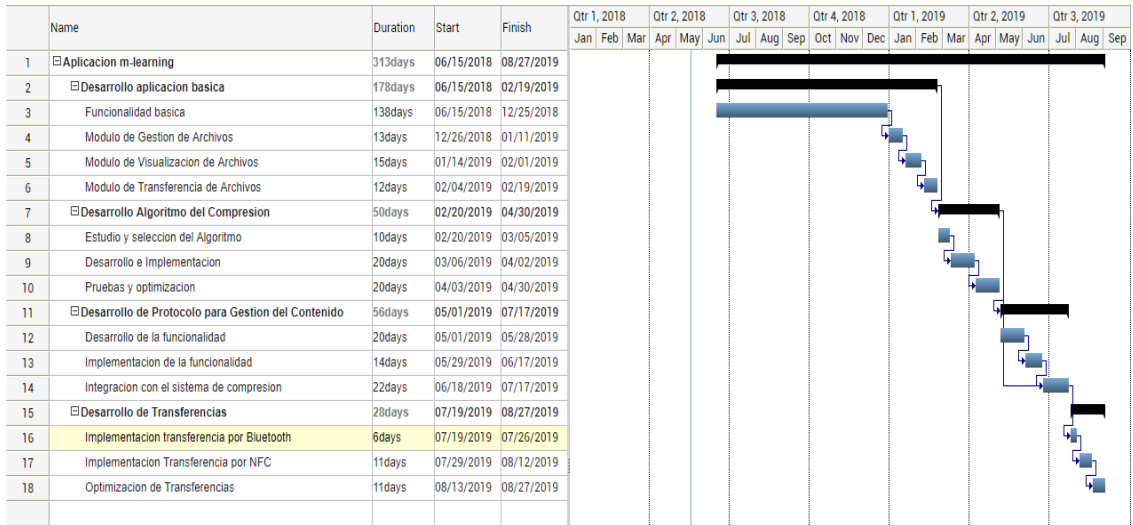 Name Duration Start Finish Qtr 1, 2018 Qtr 2, 2018 Qtr 3, 2018 Qtr 4, 2018 Qtr 1, 2019 Qtr 2, 2019 Qtr 3, 2019
Jan Feb Mar Apr May Jun Jul Aug Sep Oct Nov Dec Jan Feb Mar Apr May Jun Jul Aug Sep
1 Aplicacion m-learning 313days 06/15/2018 08/27/2019
2 Desarrollo aplicacion basica 178days 06/15/2018 02/19/2019
3 Funcionalidad basica 138days 06/15/2018 12/25/2018
4 Modulo de Gestion de Archivos 13days 12/26/2018 01/11/2019
5 Modulo de Visualizacion de Archivos 15days 01/14/2019 02/01/2019
6 Modulo de Transferencia de Archivos 12days 02/04/2019 02/19/2019
7 Desarrollo Algoritmo del Compresion 50days 02/20/2019 04/30/2019
8 Estudio y seleccion del Algoritmo 10days 02/20/2019 03/05/2019
9 Desarrollo e Implementacion 20days 03/06/2019 04/02/2019
10 Pruebas y optimizacion 20days 04/03/2019 04/30/2019
11 Desarrollo de Protocolo para Gestion del Contenido 56days 05/01/2019 07/17/2019
12 Desarrollo de la funcionalidad 20days 05/01/2019 05/28/2019
13 Implementacion de la funcionalidad 14days 05/29/2019 06/17/2019
14 Integracion con el sistema de compresion 22days 06/18/2019 07/17/2019
15 Desarrollo de Transferencias 28days 07/19/2019 08/27/2019
16 Implementacion transferencia por Bluetooth 6days 07/19/2019 07/26/2019
17 Implementacion Transferencia por NFC 11days 07/29/2019 08/12/2019
18 Optimizacion de Transferencias 11days 08/13/2019 08/27/2019